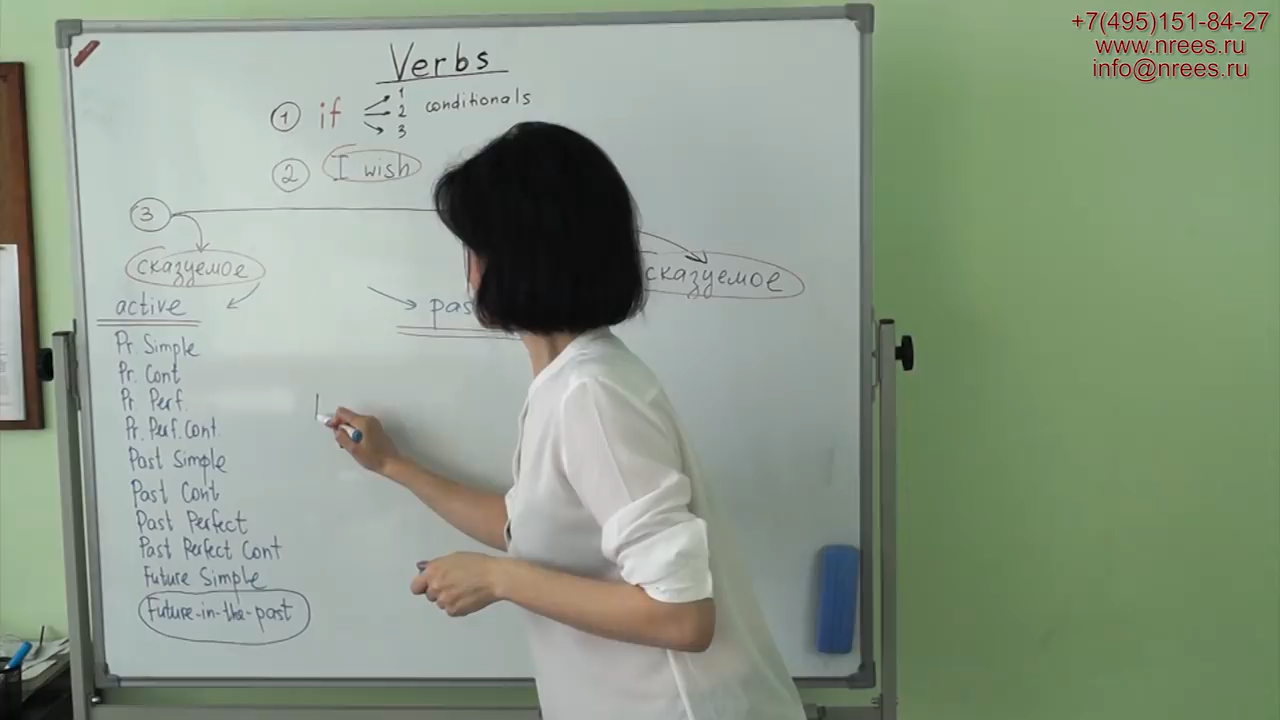 +7(495)151-84-27
www.nrees.ru
info@nrees.ru
Verbs
1 if 1 2 3 conditionals
2 I wish
3
сказуемое
сказуемое
active
Pr. Simple
Pr. Cont
Pr. Perf.
Pr. Perf. Cont.
Past Simple
Past Cont
Past Perfect
Past Perfect Cont
Future Simple
Future-in-the-past